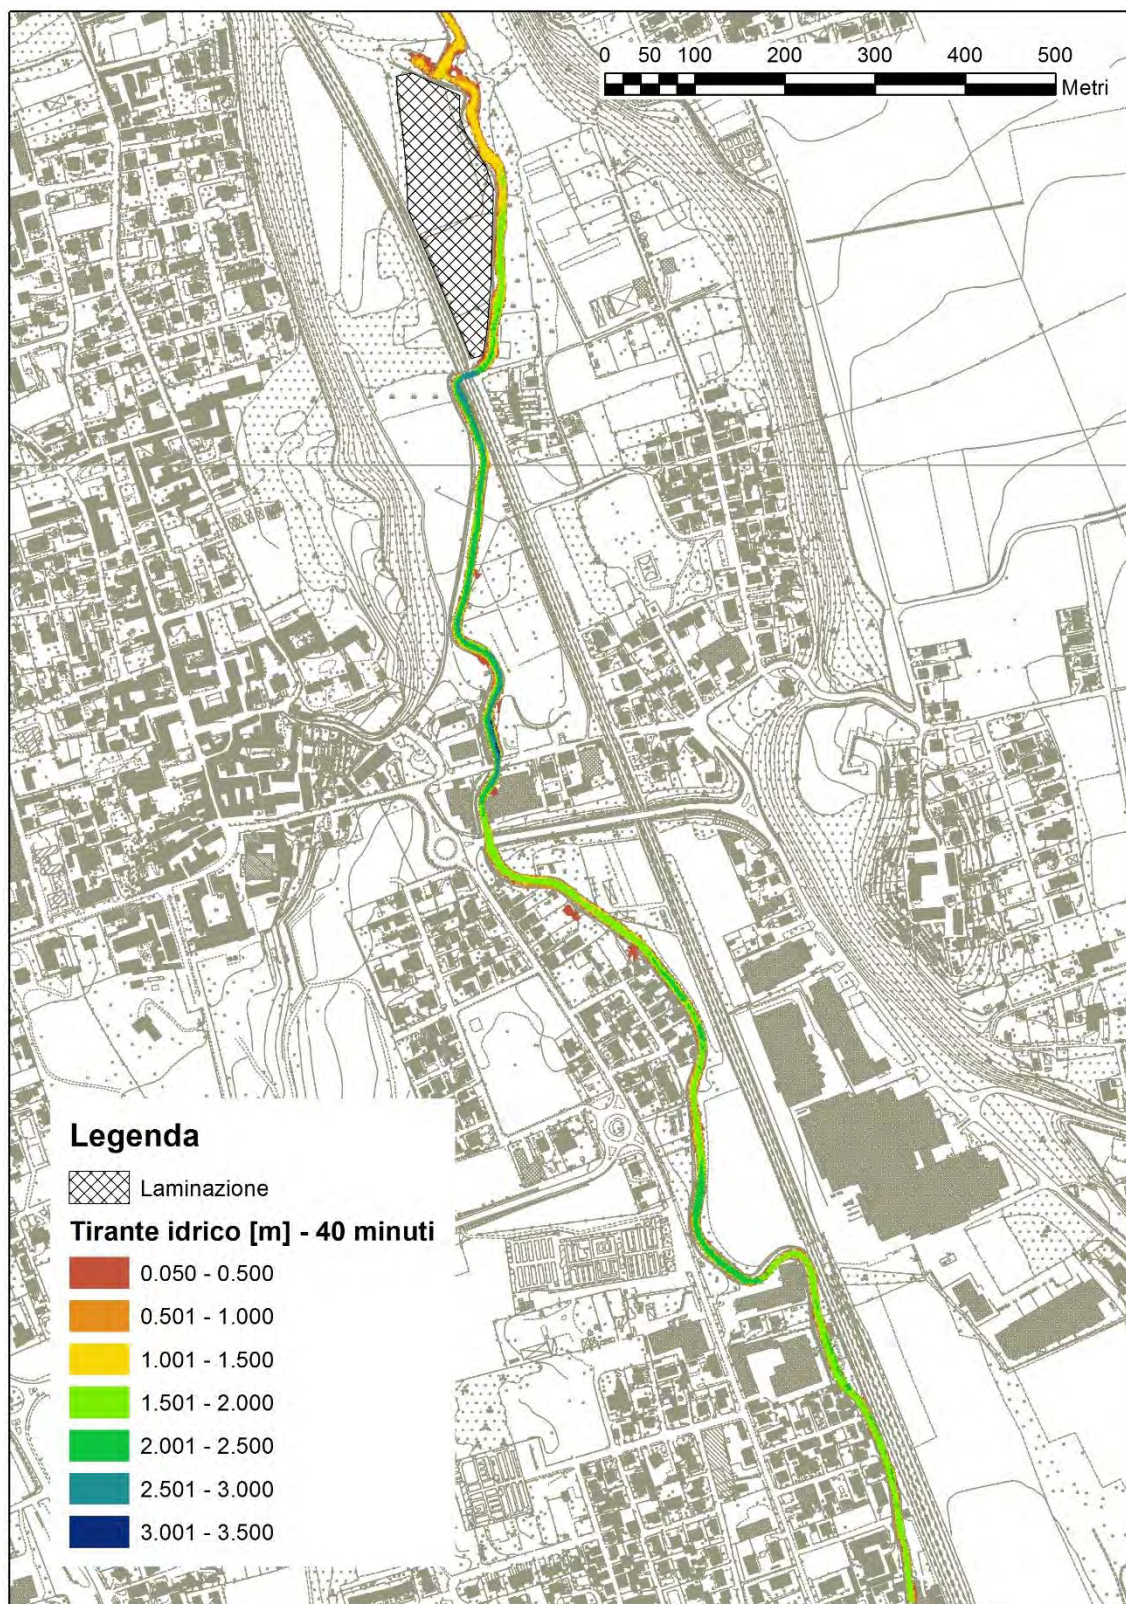 0 50 100 200 300 400 500
Metri
Legenda
Laminazione
Tirante idrico [m] - 40 minuti
0.050 - 0.500
0.501 - 1.000
1.001 - 1.500
1.501 - 2.000
2.001 - 2.500
2.501 - 3.000
3.001 - 3.500